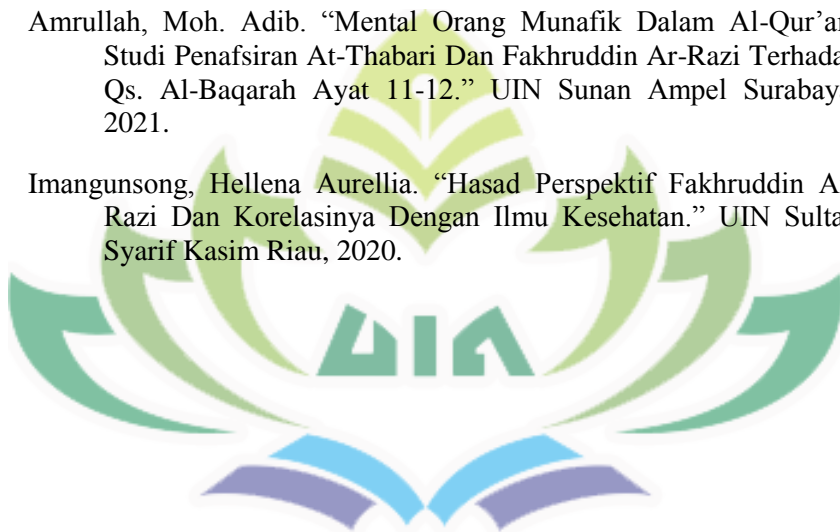 Amrullah, Moh. Adib. “Mental Orang Munafik Dalam Al-Qur’an
Studi Penafsiran At-Thabari Dan Fakhruddin Ar-Razi Terhada
Qs. Al-Baqarah Ayat 11-12.” UIN Sunan Ampel Surabay
2021.
Imangunsong, Hellena Aurellia. “Hasad Perspektif Fakhruddin A
Razi Dan Korelasinya Dengan Ilmu Kesehatan.” UIN Sulta
Syarif Kasim Riau, 2020.
UIN